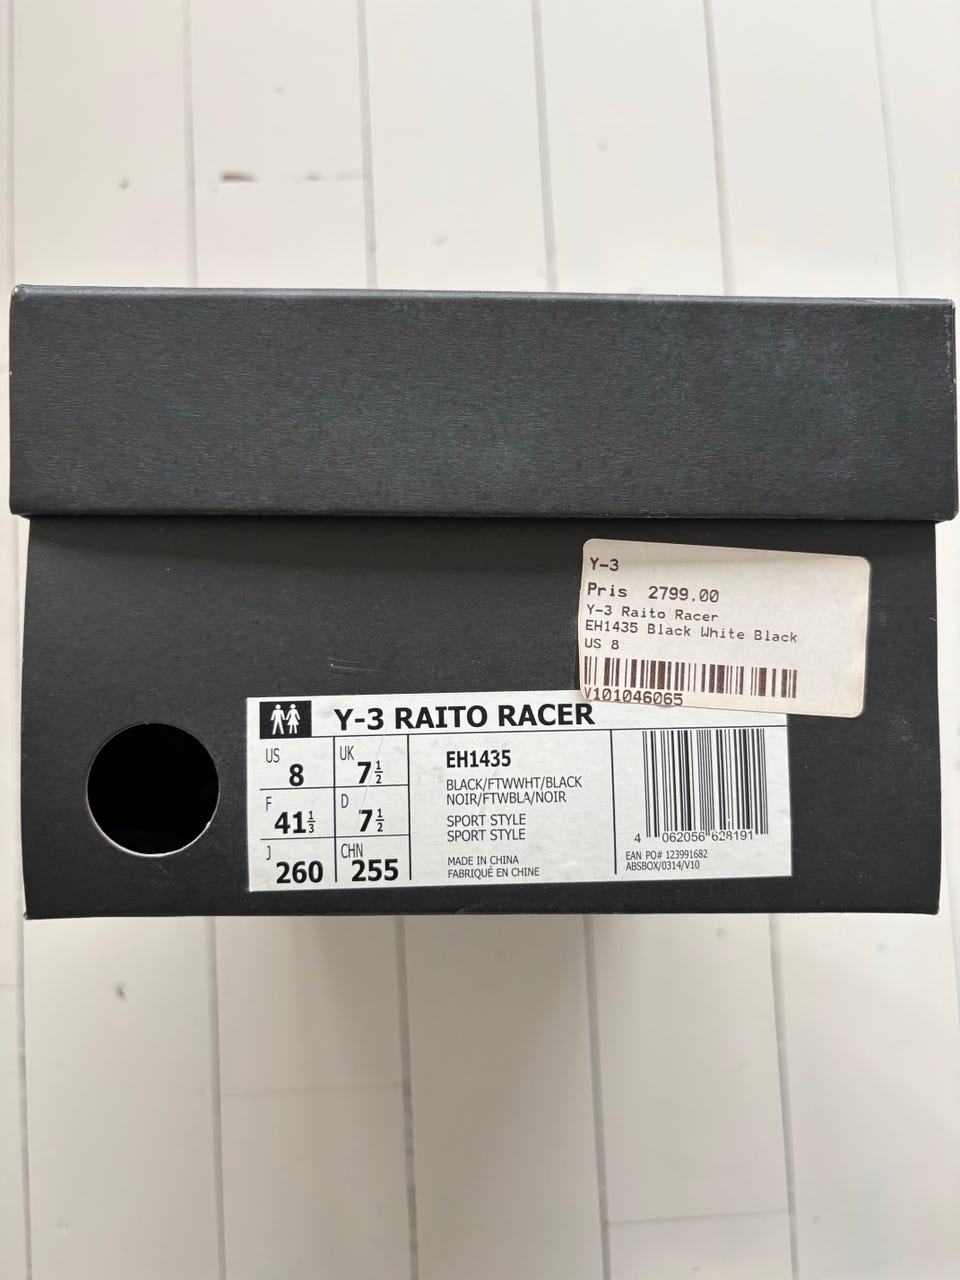 Y-3
Pris 2799.00
Y-3 Raito Racer
EH1435 Black White Black
US 8
V101046065
Y-3 RAITO RACER
US 8 UK 7½
F 41⅓ D 7½
J 260 CHN 255
EH1435
BLACK/FTWWHT/BLACK
NOIR/FTWBLA/NOIR
SPORT STYLE
SPORT STYLE
MADE IN CHINA
FABRIQUÉ EN CHINE
4 062056 628191
EAN PO# 123991682
ABSBOX/0314/V10